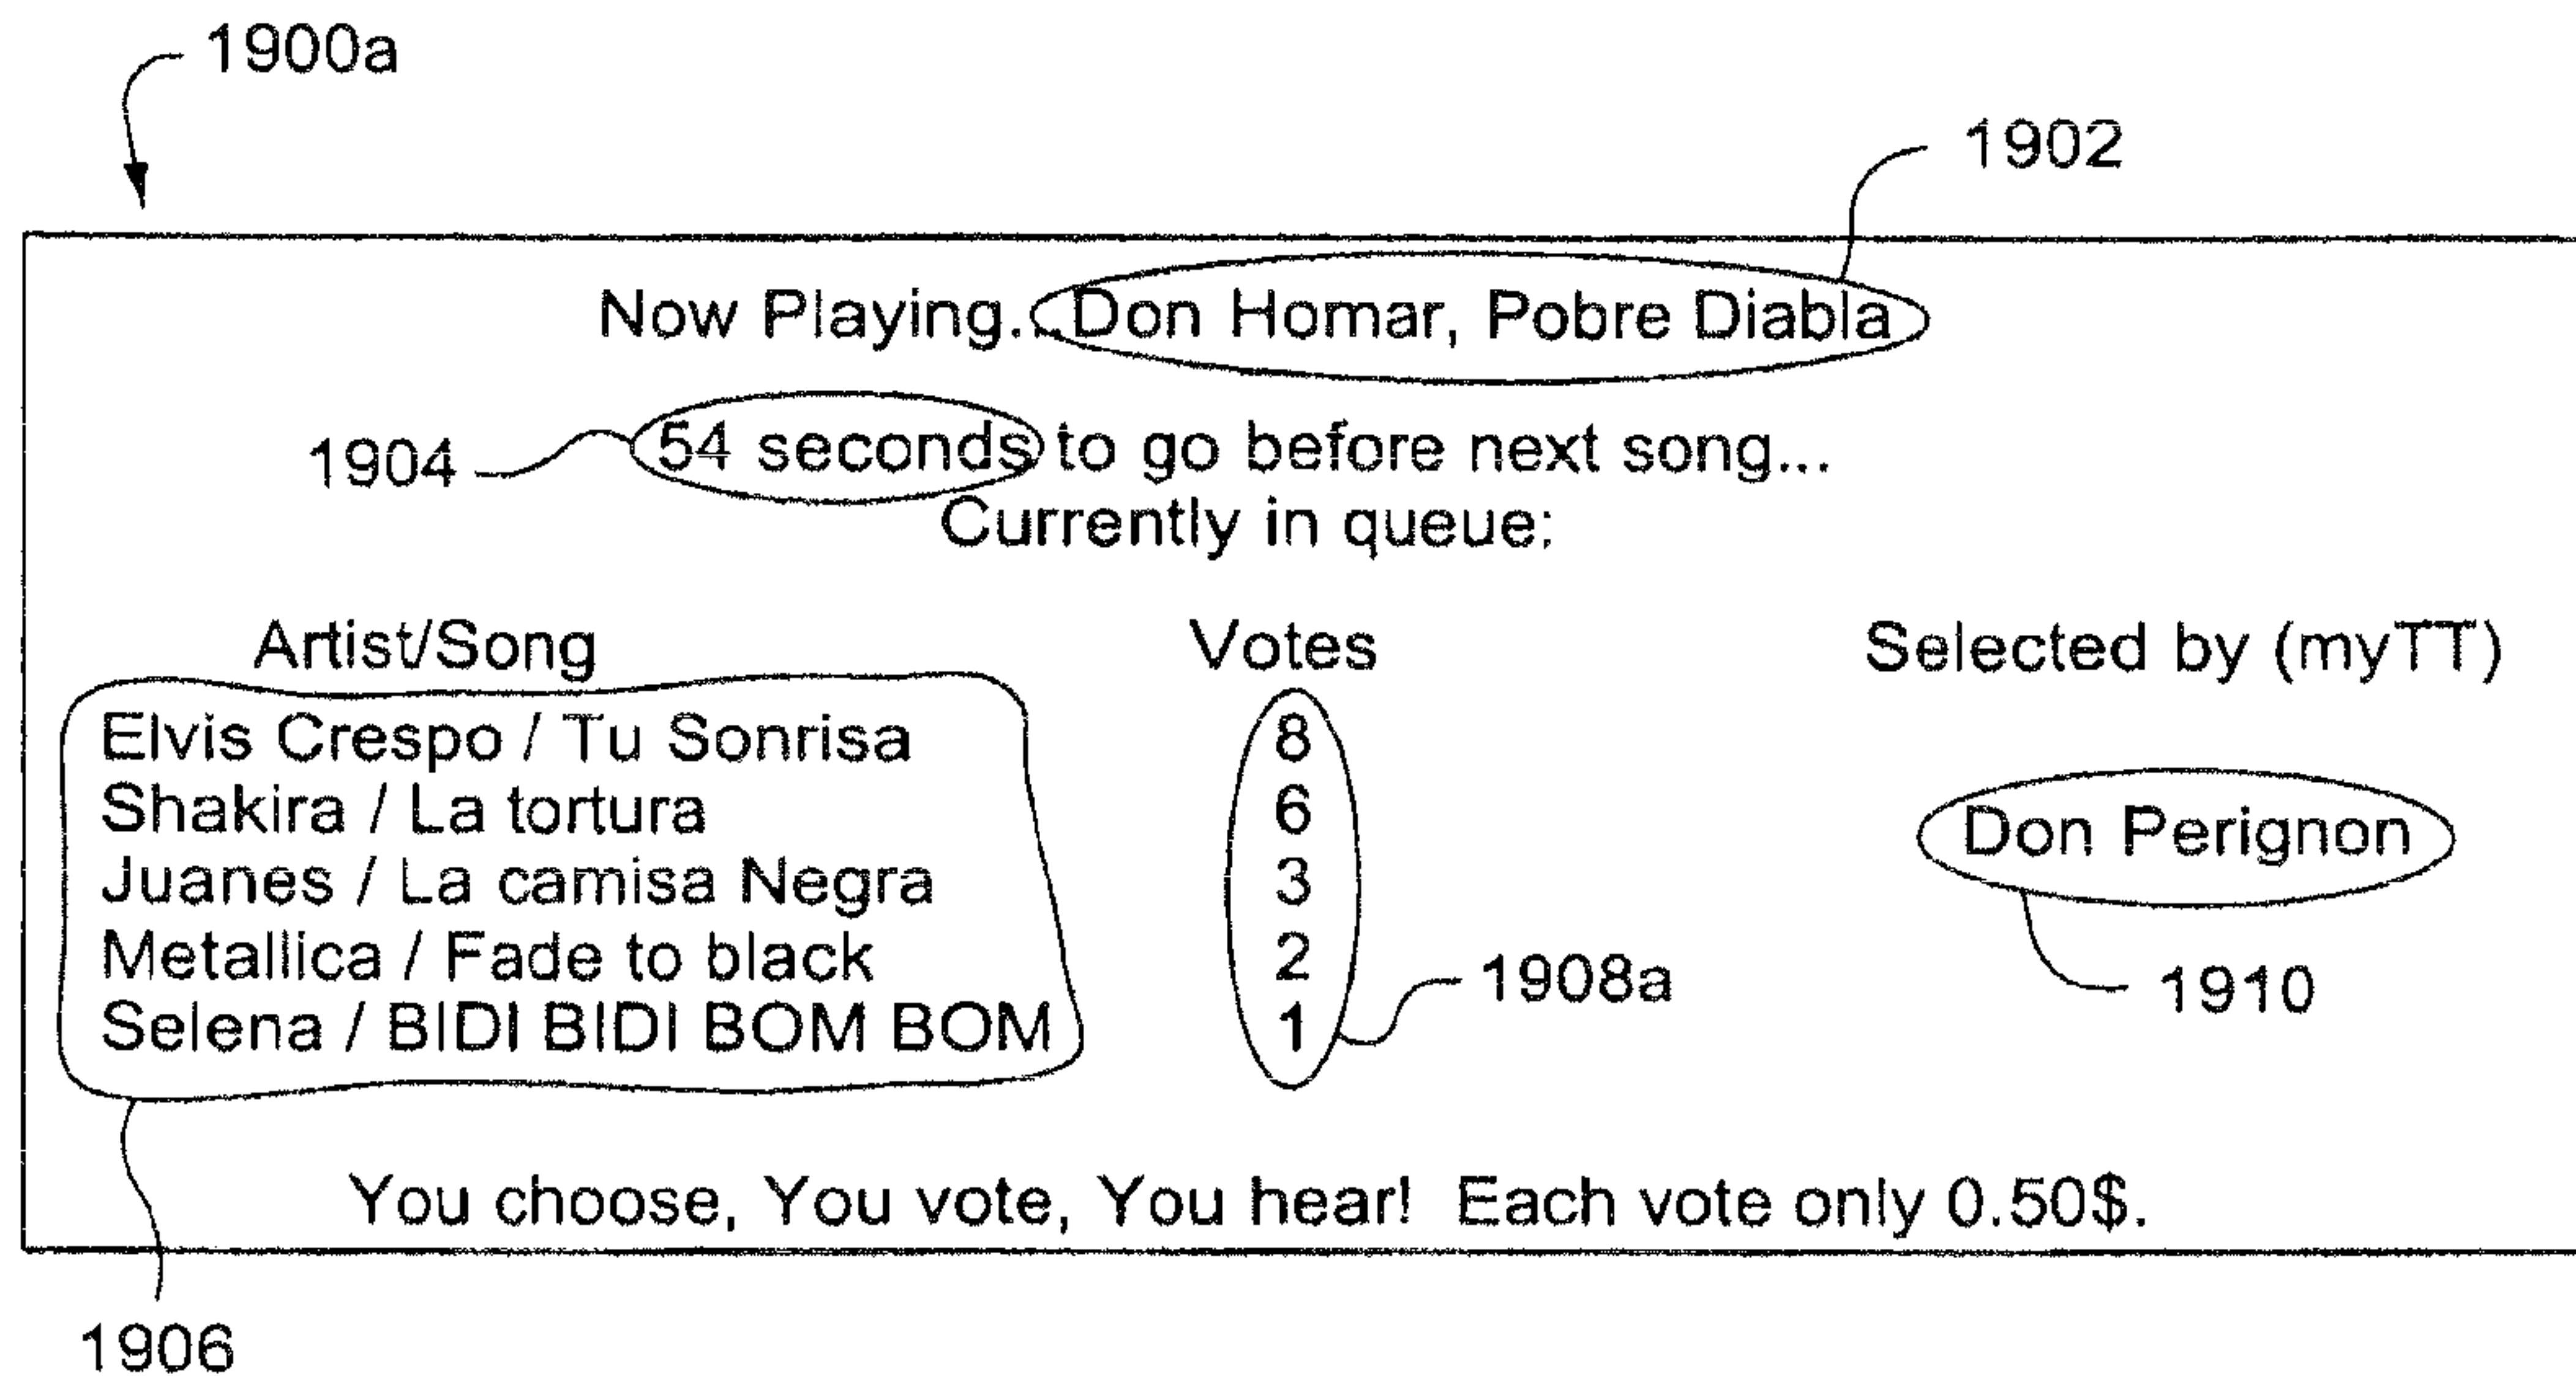 1900a
1902
Now Playing...Don Homar, Pobre Diabla
1904 54 seconds to go before next song...
Currently in queue:
Artist/Song Votes Selected by (myTT)
Elvis Crespo / Tu Sonrisa 8
Shakira / La tortura 6 Don Perignon
Juanes / La camisa Negra 3
Metallica / Fade to black 2 1908a 1910
Selena / BIDI BIDI BOM BOM 1
You choose, You vote, You hear! Each vote only 0.50$.
1906